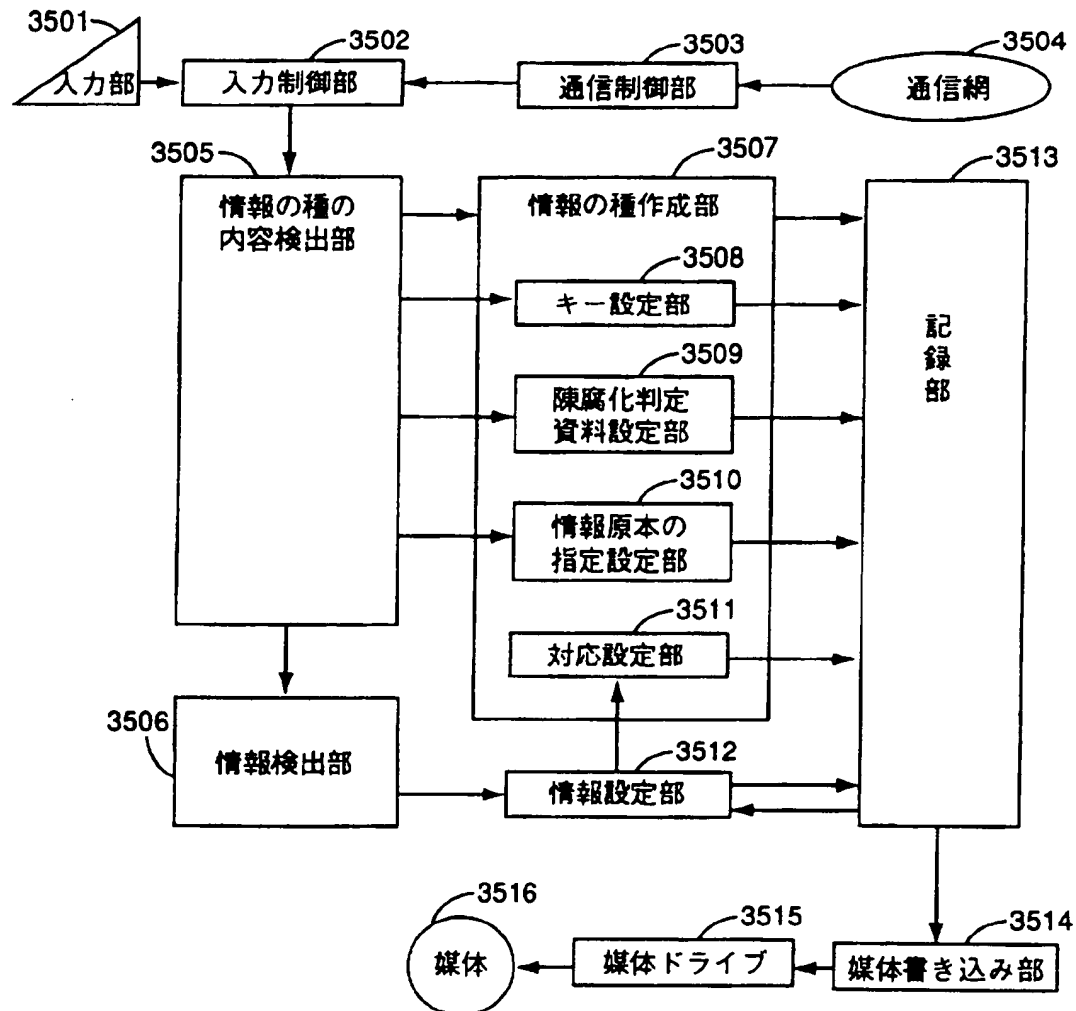 3501
入力部
3502
入力制御部
3503
通信制御部
3504
通信網
3505
情報の種の
内容検出部
3507
情報の種作成部
3508
キー設定部
3509
陳腐化判定
資料設定部
3510
情報原本の
指定設定部
3511
対応設定部
3513
記録部
3506
情報検出部
3512
情報設定部
3516
媒体
3515
媒体ドライブ
3514
媒体書き込み部